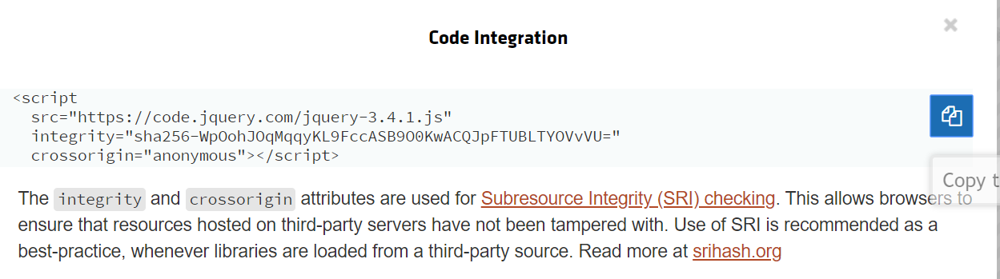 Code Integration
×
<script
src="https://code.jquery.com/jquery-3.4.1.js"
integrity="sha256-WpOohJOqMqqyKL9FccASB9O0KwACQJpFTUBLTYOVvVU="
crossorigin="anonymous"></script>
Copy t
The integrity and crossorigin attributes are used for Subresource Integrity (SRI) checking. This allows browsers to
ensure that resources hosted on third-party servers have not been tampered with. Use of SRI is recommended as a
best-practice, whenever libraries are loaded from a third-party source. Read more at srihash.org